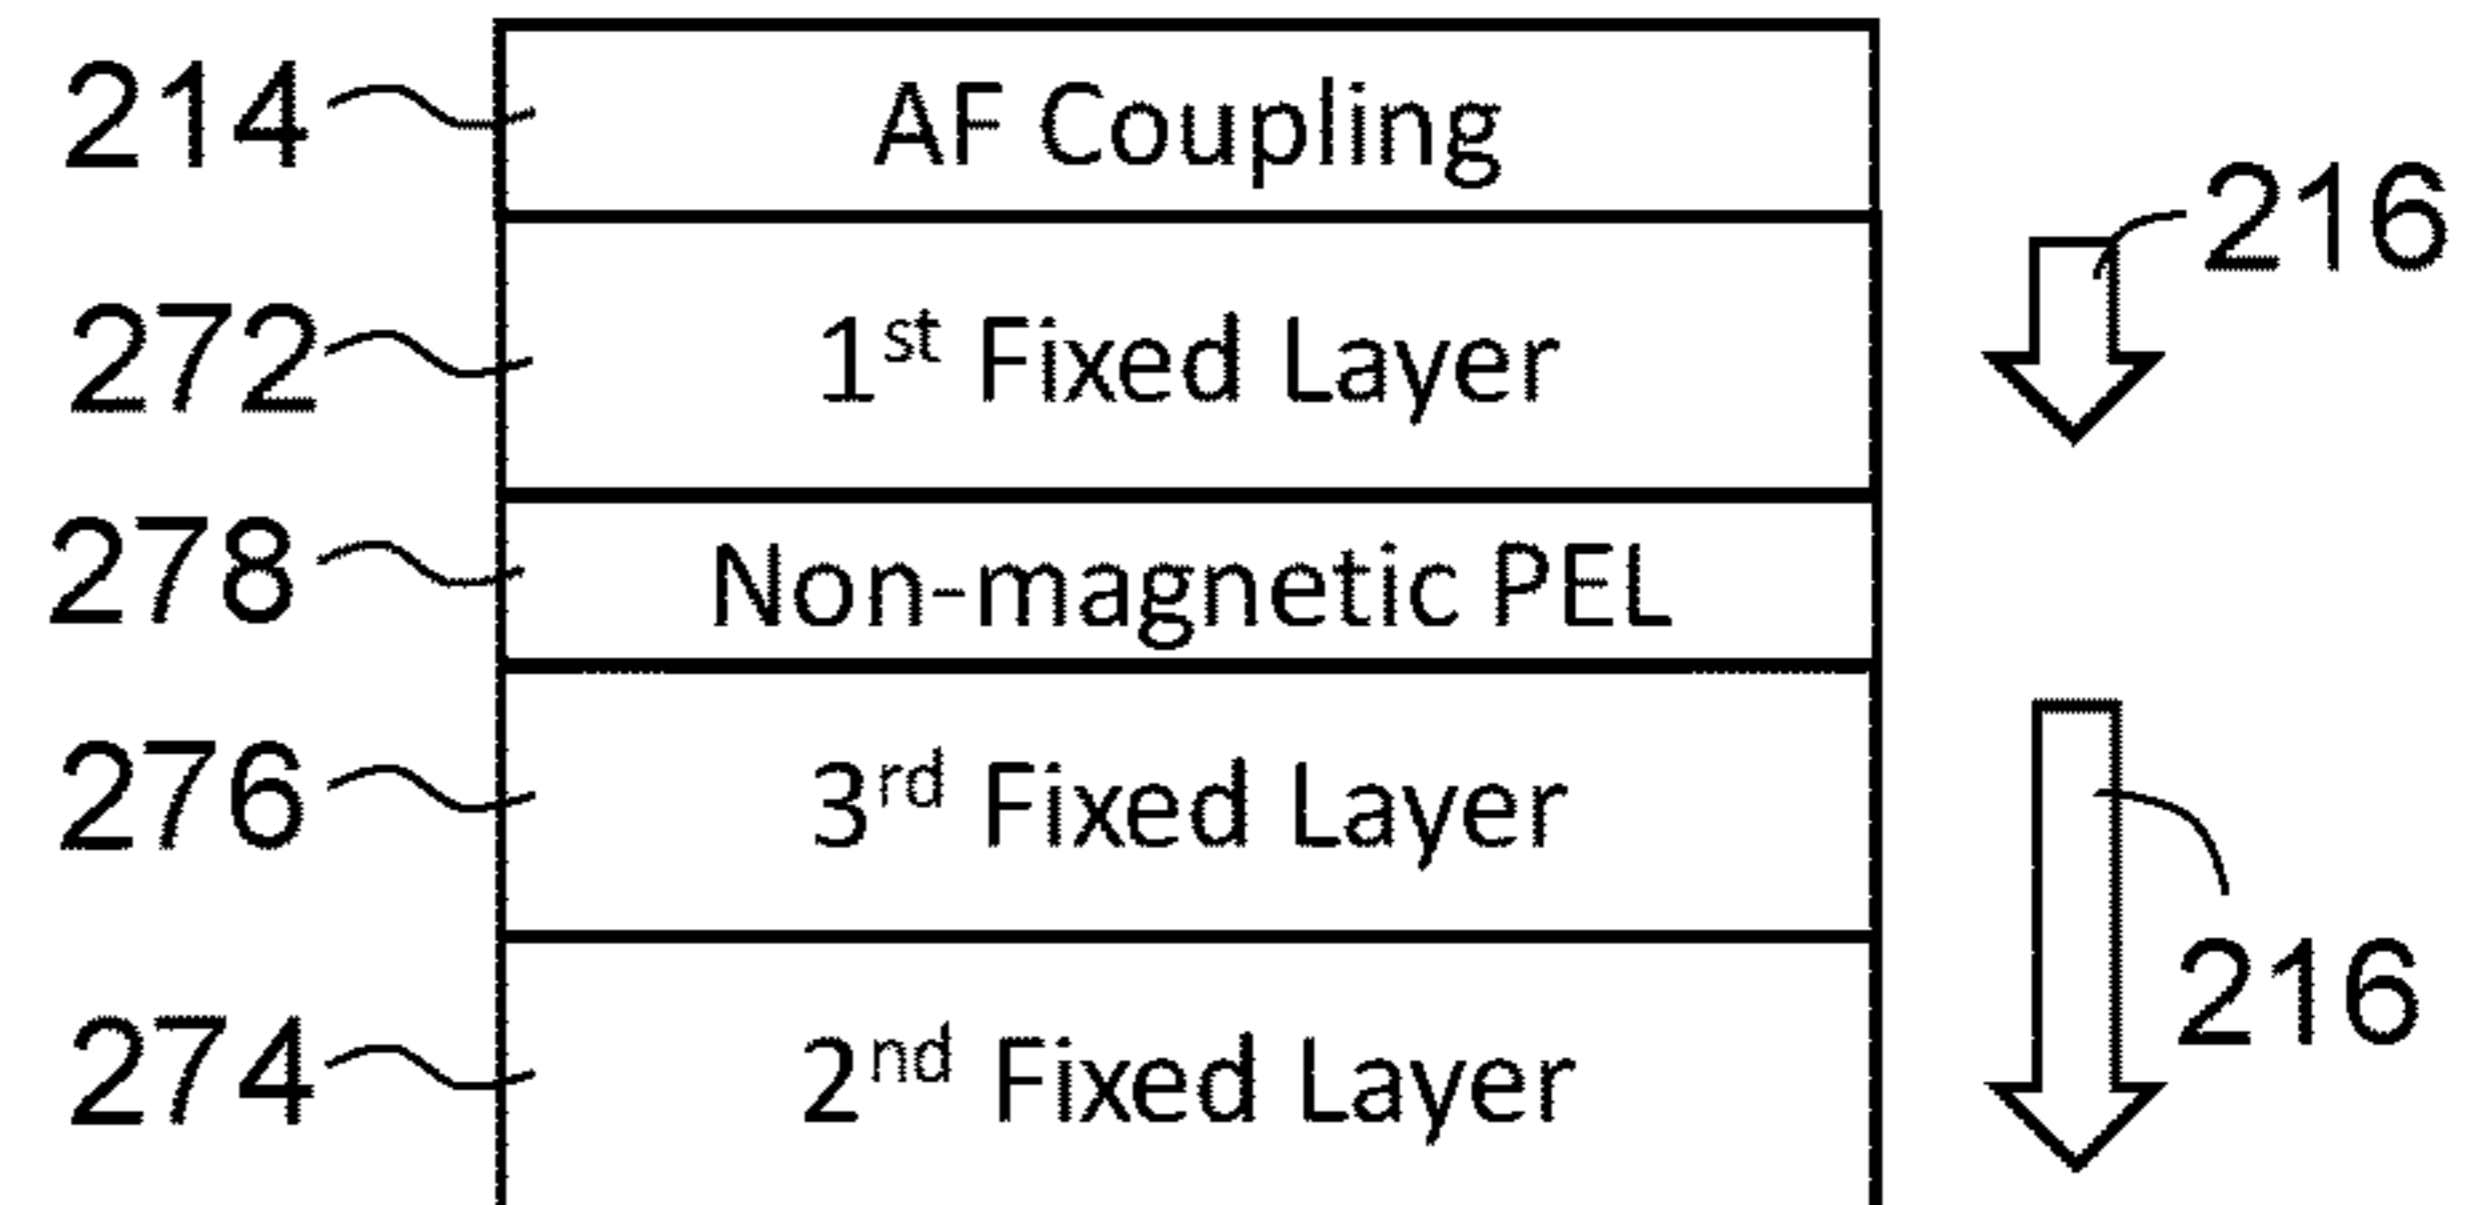 214 AF Coupling
216
272 1st Fixed Layer
278 Non-magnetic PEL
276 3rd Fixed Layer
216
274 2nd Fixed Layer